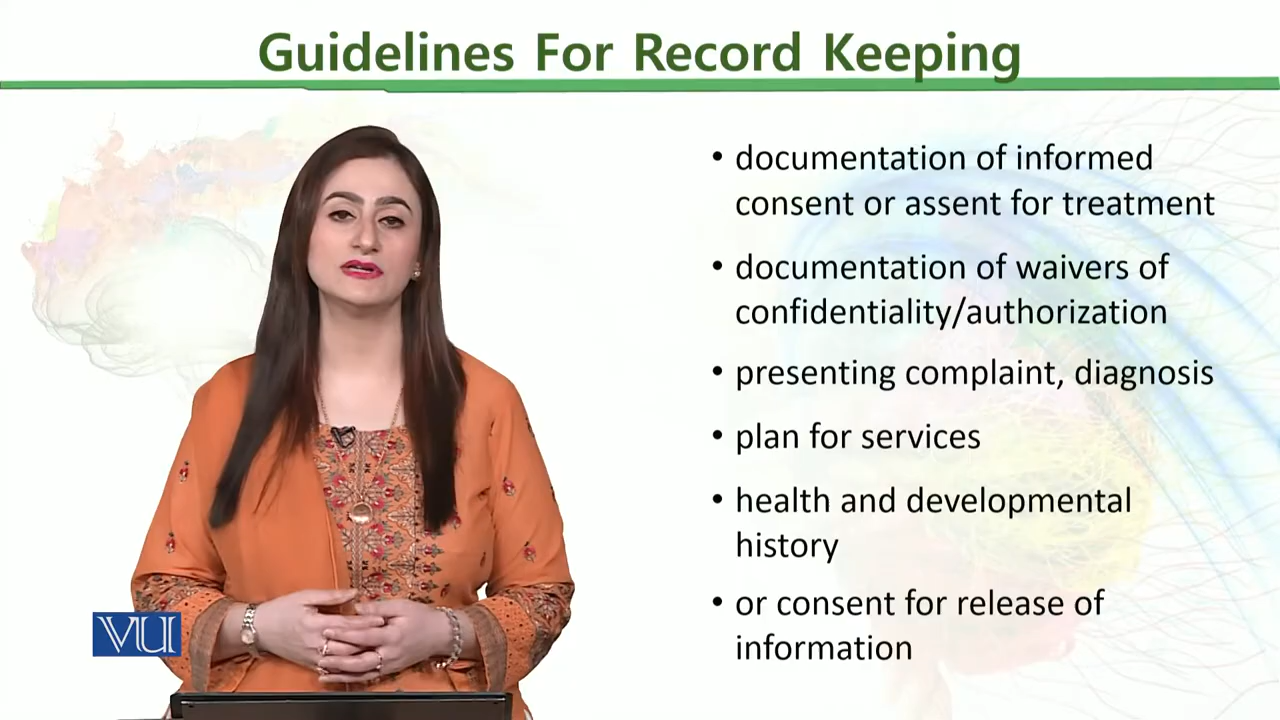 Guidelines For Record Keeping
• documentation of informed
consent or assent for treatment
• documentation of waivers of
confidentiality/authorization
• presenting complaint, diagnosis
• plan for services
• health and developmental
history
• or consent for release of
information
VU